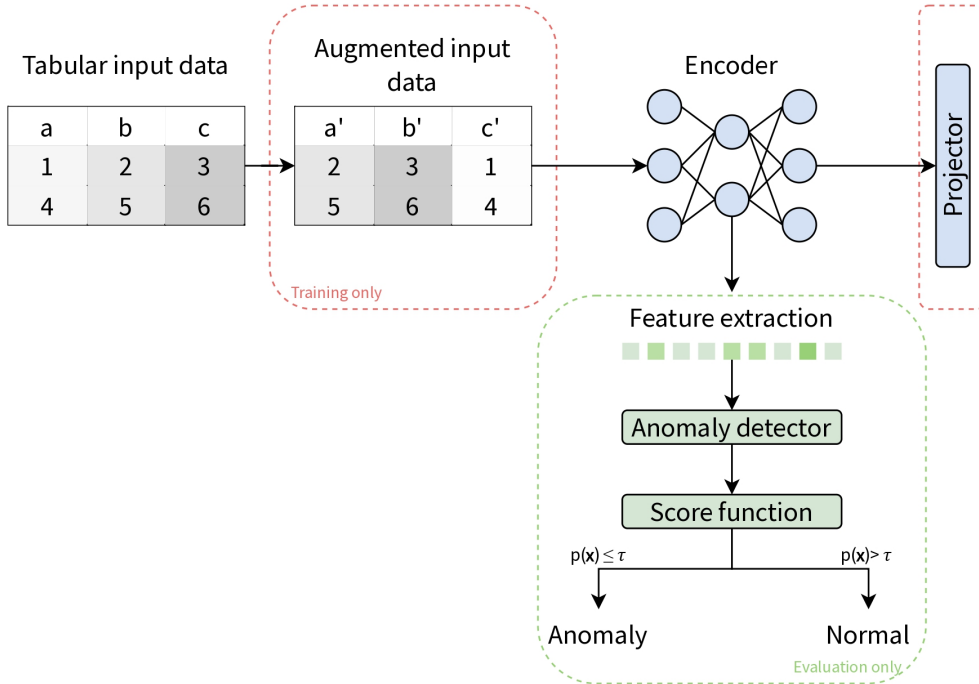 Tabular input data
a b c
1 2 3
4 5 6
Augmented input
data
a' b' c'
2 3 1
5 6 4
Training only
Encoder
Projector
Feature extraction
Anomaly detector
Score function
p(x) ≤ τ
p(x)> τ
Anomaly
Normal
Evaluation only